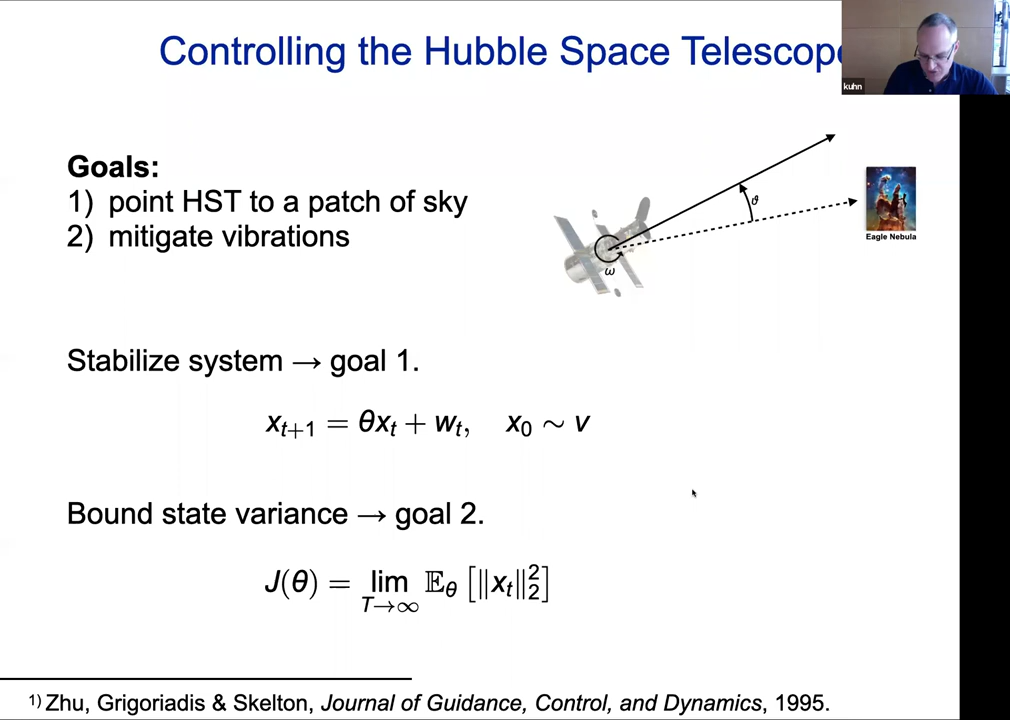 Controlling the Hubble Space Telescope
kuhn
Goals:
1) point HST to a patch of sky
2) mitigate vibrations
ϑ
ω
Eagle Nebula
Stabilize system → goal 1.
x_{t+1} = θx_t + w_t, x_0 ∼ ν
Bound state variance → goal 2.
J(θ) = lim_{T→∞} 𝔼_θ [‖x_t‖_2^2]
1) Zhu, Grigoriadis & Skelton, Journal of Guidance, Control, and Dynamics, 1995.